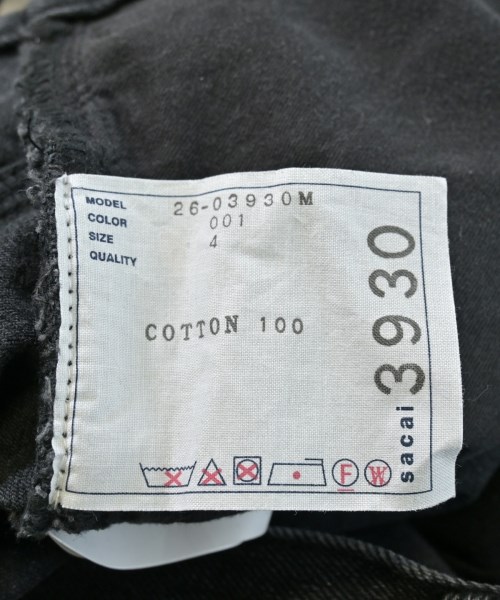 MODEL 26-03930M
COLOR 001
SIZE 4
QUALITY
COTTON 100
F W
sacai 3930